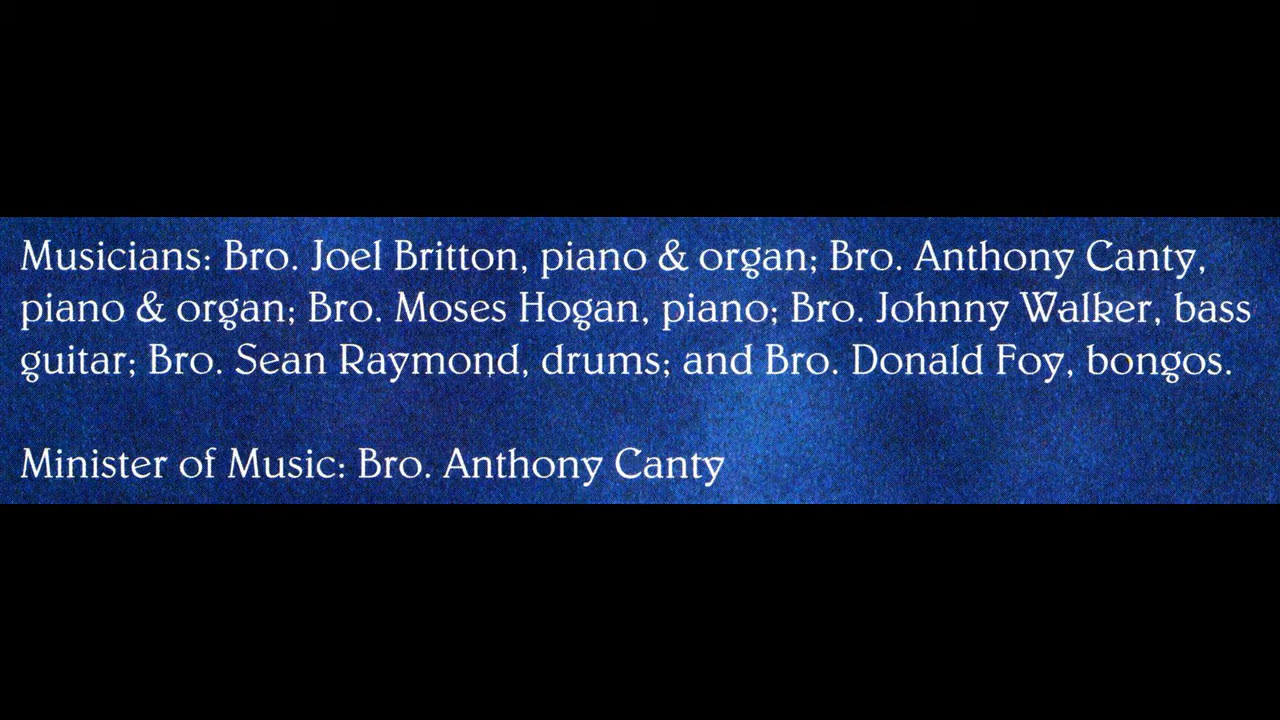 Musicians: Bro. Joel Britton, piano & organ; Bro. Anthony Canty,
piano & organ; Bro. Moses Hogan, piano; Bro. Johnny Walker, bass
guitar; Bro. Sean Raymond, drums; and Bro. Donald Foy, bongos.
Minister of Music: Bro. Anthony Canty